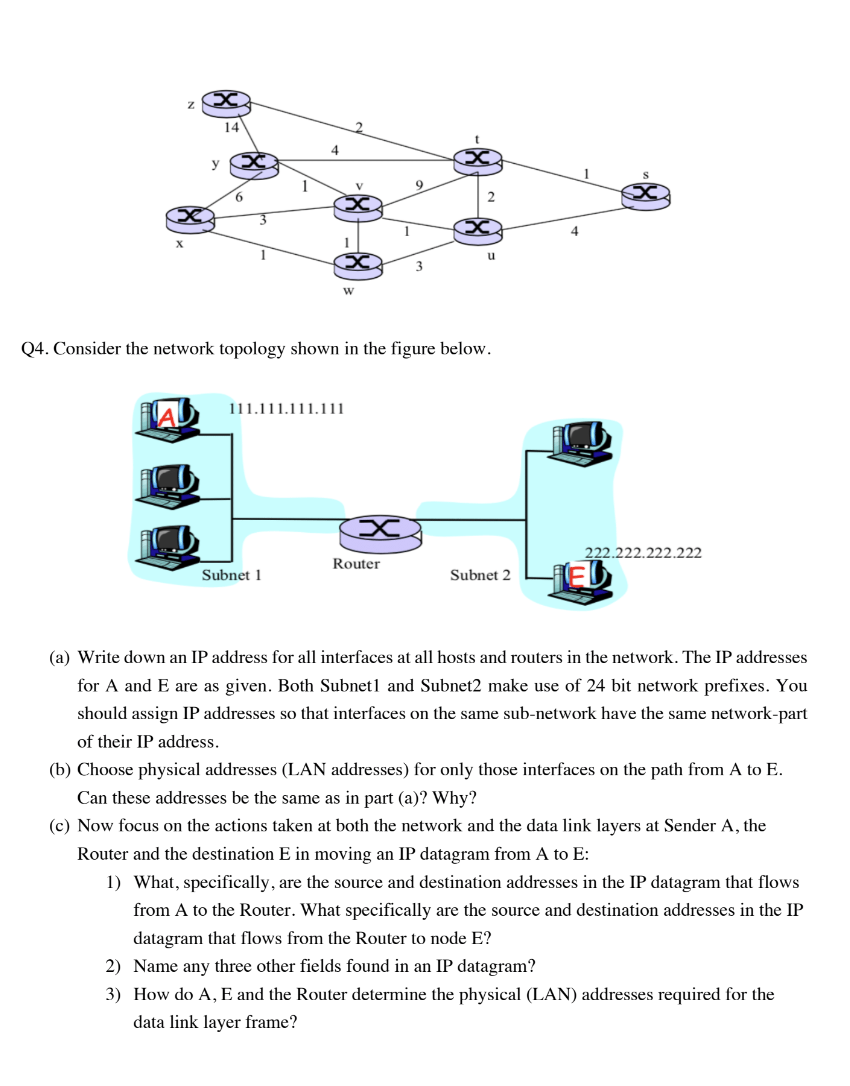 z
14
2
t
4
y
1
v
9
1
s
6
2
x
3
1
4
1
1
u
3
w
Q4. Consider the network topology shown in the figure below.
A
111.111.111.111
222.222.222.222
Router
Subnet 1
Subnet 2
E
(a) Write down an IP address for all interfaces at all hosts and routers in the network. The IP addresses
for A and E are as given. Both Subnet1 and Subnet2 make use of 24 bit network prefixes. You
should assign IP addresses so that interfaces on the same sub-network have the same network-part
of their IP address.
(b) Choose physical addresses (LAN addresses) for only those interfaces on the path from A to E.
Can these addresses be the same as in part (a)? Why?
(c) Now focus on the actions taken at both the network and the data link layers at Sender A, the
Router and the destination E in moving an IP datagram from A to E:
1) What, specifically, are the source and destination addresses in the IP datagram that flows
from A to the Router. What specifically are the source and destination addresses in the IP
datagram that flows from the Router to node E?
2) Name any three other fields found in an IP datagram?
3) How do A, E and the Router determine the physical (LAN) addresses required for the
data link layer frame?